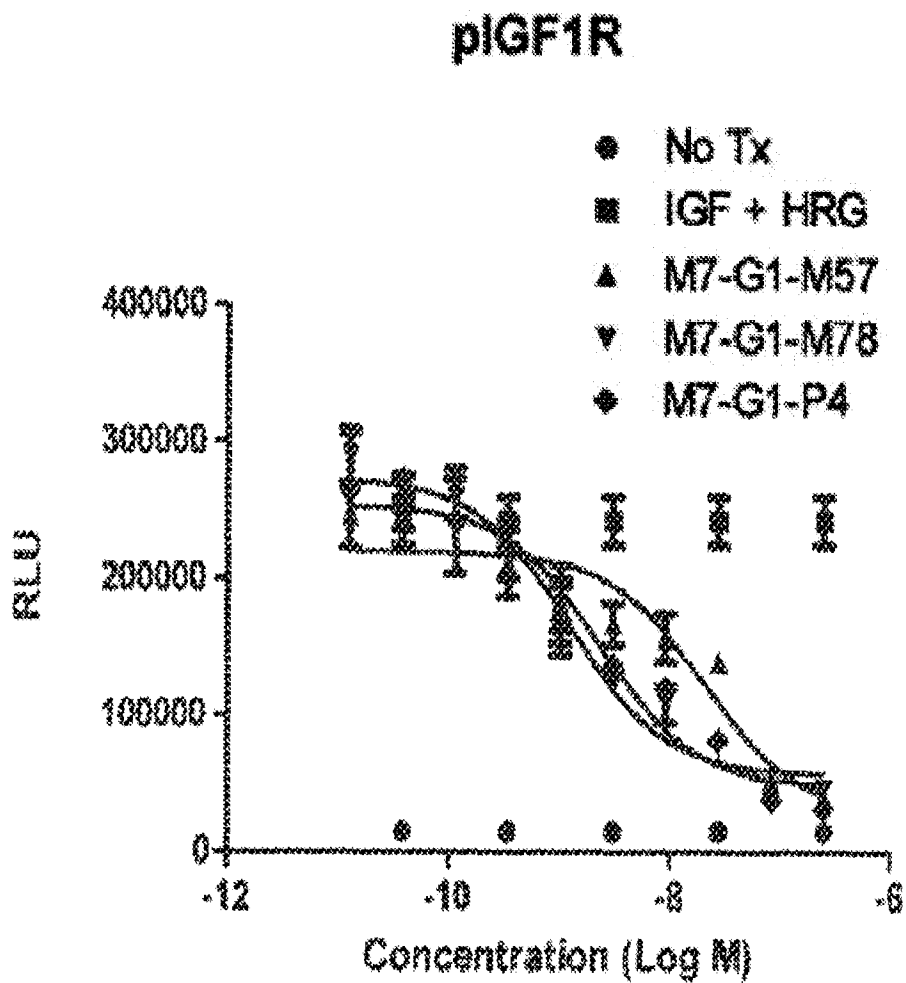 pIGF1R
No Tx
IGF + HRG
M7-G1-M57
M7-G1-M78
M7-G1-P4
400000
300000
200000
100000
0
RLU
-12
-10
-8
-6
Concentration (Log M)